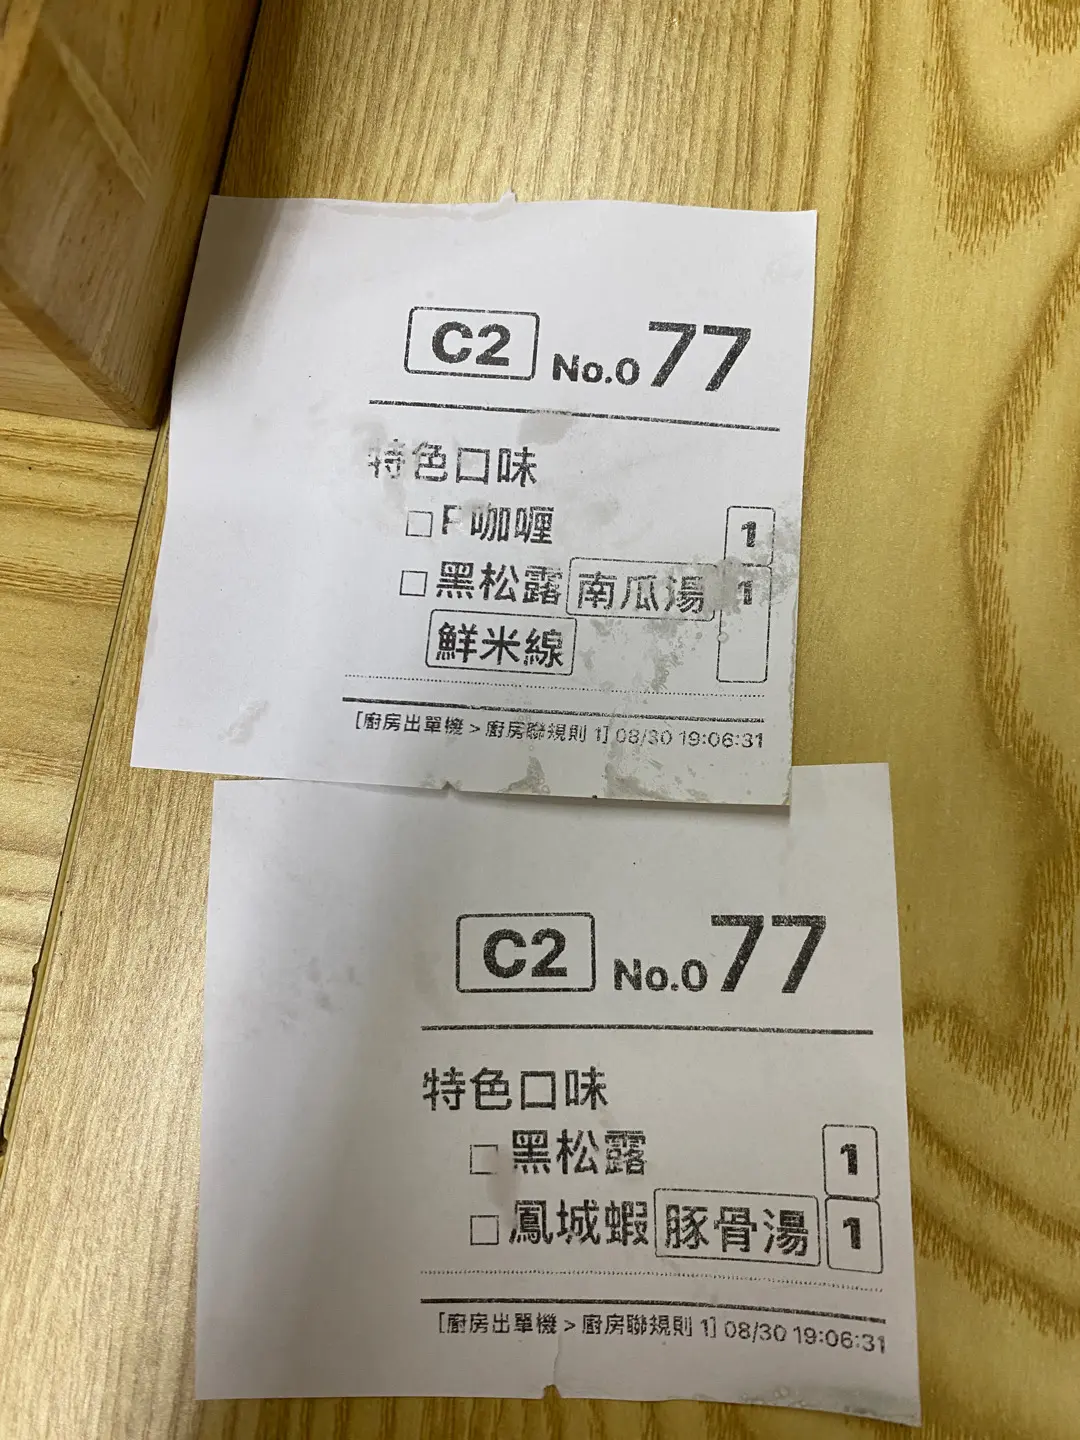 C2 No.077
特色口味
□ 咖喱 1
□ 黑松露 南瓜湯 1
鮮米線
[廚房出單機 > 廚房聯規則 1] 08/30 19:06:31
C2 No.077
特色口味
□ 黑松露 1
□ 鳳城蝦 豚骨湯 1
[廚房出單機 > 廚房聯規則 1] 08/30 19:06:31